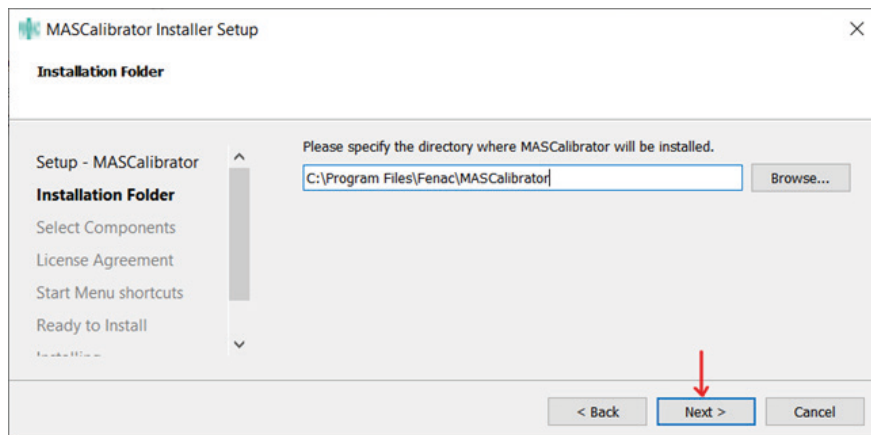 MASCalibrator Installer Setup
Installation Folder
Please specify the directory where MASCalibrator will be installed.
C:\Program Files\Fenac\MASCalibrator
Browse...
Setup - MASCalibrator
Installation Folder
Select Components
License Agreement
Start Menu shortcuts
Ready to Install
< Back
Next >
Cancel